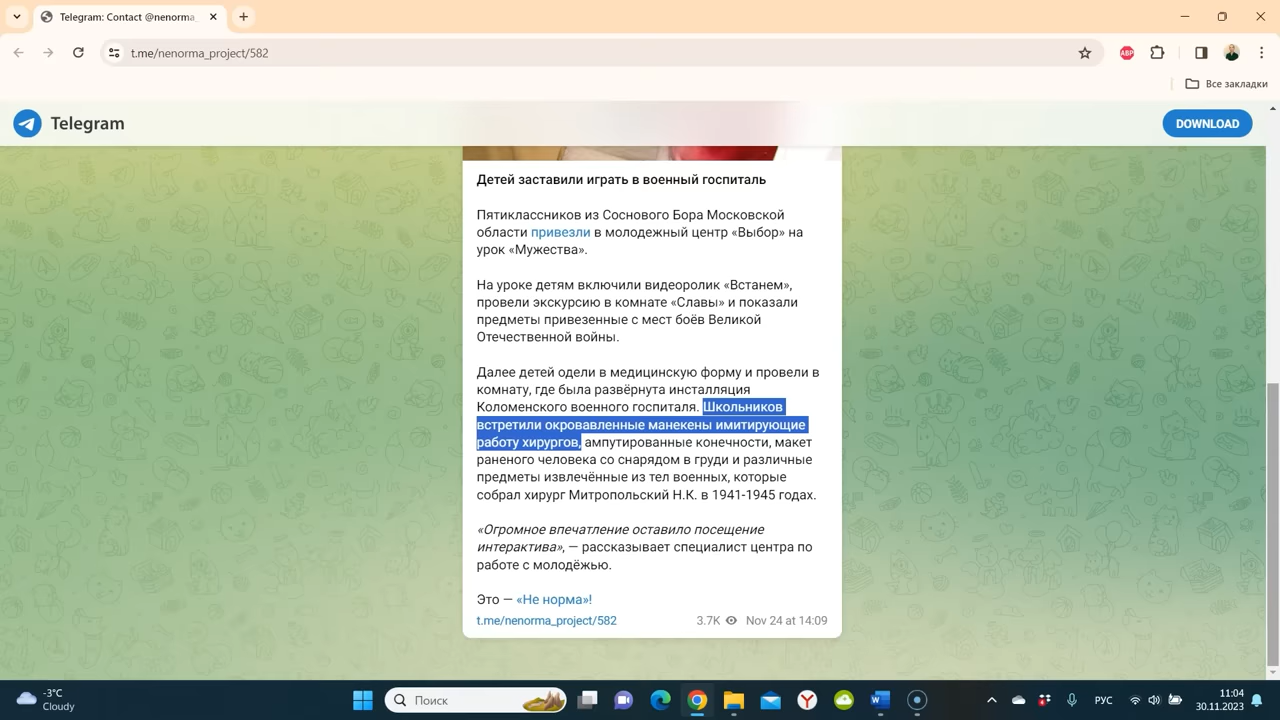 Telegram: Contact @nenorma_
t.me/nenorma_project/582
ABP
Все закладки
Telegram
DOWNLOAD
Детей заставили играть в военный госпиталь
Пятиклассников из Соснового Бора Московской
области привезли в молодежный центр «Выбор» на
урок «Мужества».
На уроке детям включили видеоролик «Встанем»,
провели экскурсию в комнате «Славы» и показали
предметы привезенные с мест боёв Великой
Отечественной войны.
Далее детей одели в медицинскую форму и провели в
комнату, где была развёрнута инсталляция
Коломенского военного госпиталя. Школьников
встретили окровавленные манекены имитирующие
работу хирургов, ампутированные конечности, макет
раненого человека со снарядом в груди и различные
предметы извлечённые из тел военных, которые
собрал хирург Митропольский Н.К. в 1941-1945 годах.
«Огромное впечатление оставило посещение
интерактива», — рассказывает специалист центра по
работе с молодёжью.
Это — «Не норма»!
t.me/nenorma_project/582 3.7K Nov 24 at 14:09
-3°C
Cloudy
Поиск
РУС
11:04
30.11.2023